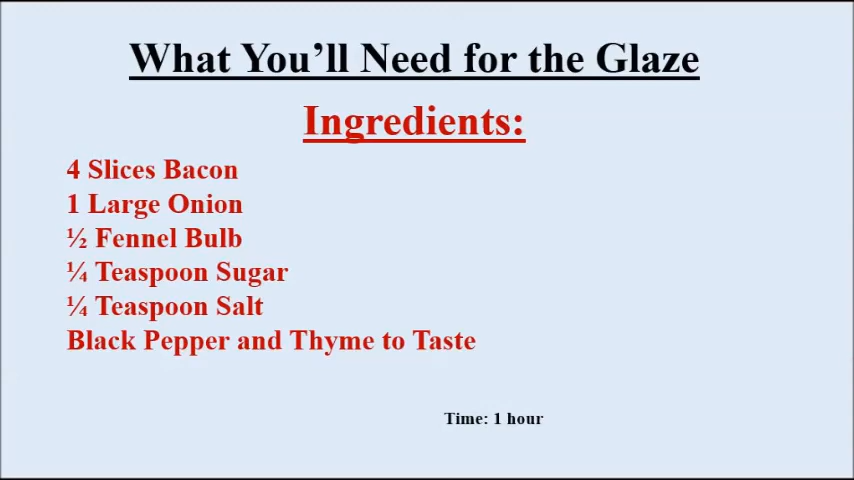 What You’ll Need for the Glaze
Ingredients:
4 Slices Bacon
1 Large Onion
½ Fennel Bulb
¼ Teaspoon Sugar
¼ Teaspoon Salt
Black Pepper and Thyme to Taste
Time: 1 hour